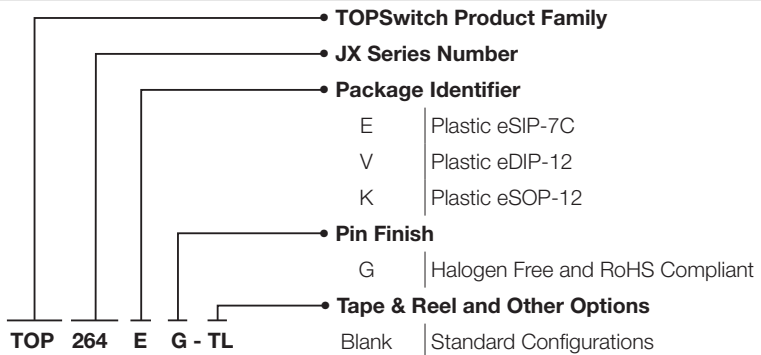 TOPSwitch Product Family
JX Series Number
Package Identifier
E Plastic eSIP-7C
V Plastic eDIP-12
K Plastic eSOP-12
Pin Finish
G Halogen Free and RoHS Compliant
Tape & Reel and Other Options
TOP 264 E G - TL Blank Standard Configurations